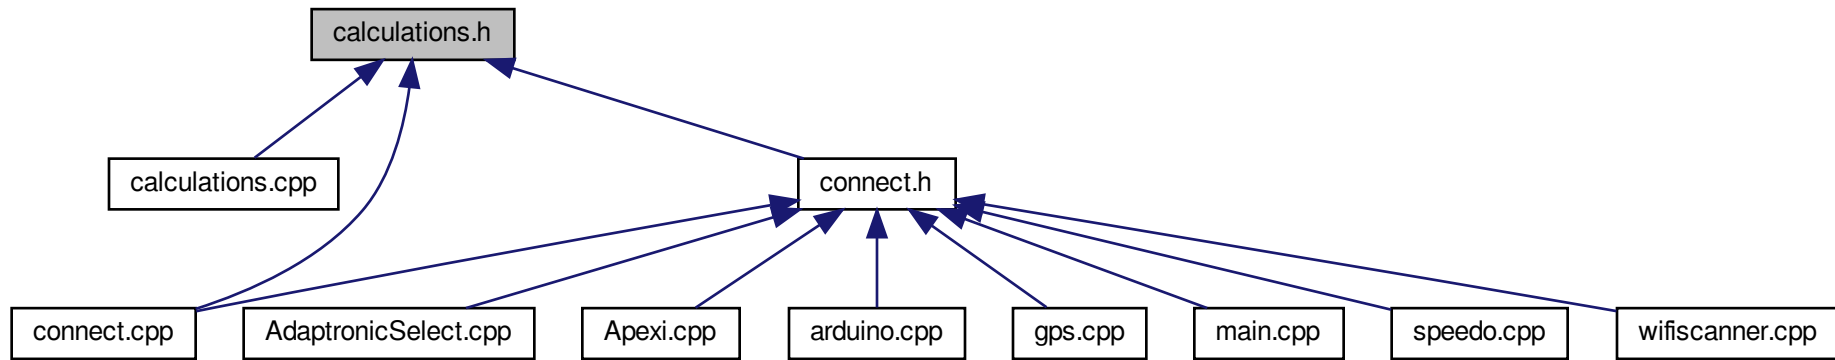 calculations.h
calculations.cpp
connect.h
connect.cpp
AdaptronicSelect.cpp
Apexi.cpp
arduino.cpp
gps.cpp
main.cpp
speedo.cpp
wifiscanner.cpp